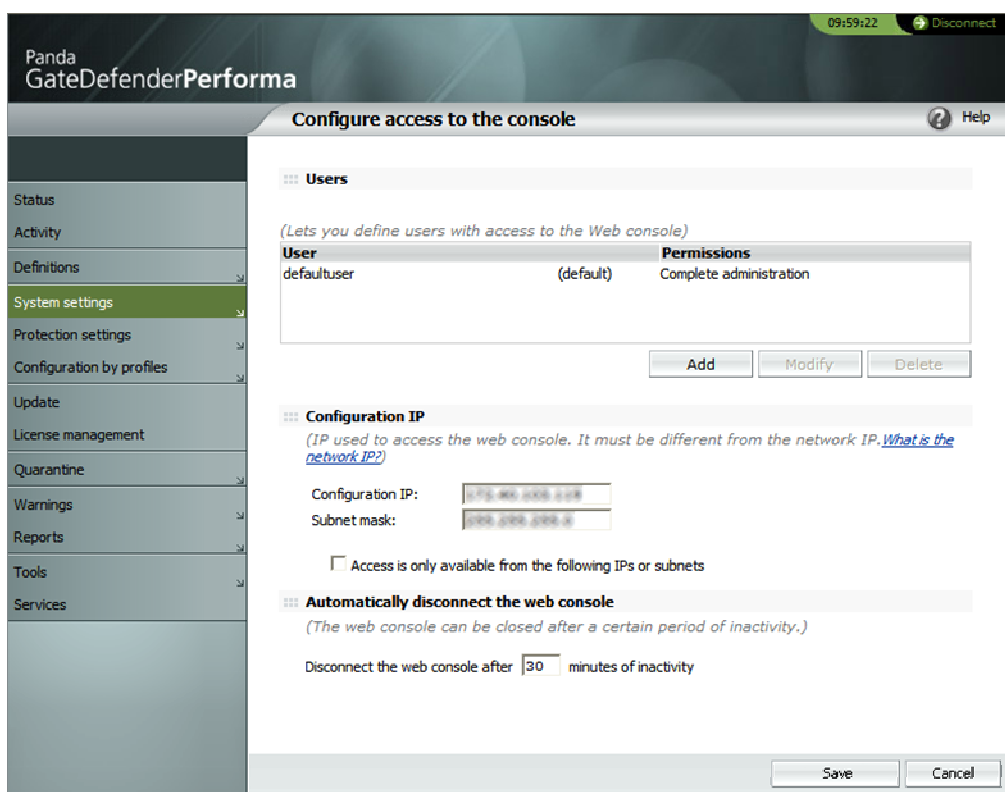 09:59:22
Disconnect
Panda
GateDefenderPerforma
Configure access to the console
Help
Status
Activity
Definitions
System settings
Protection settings
Configuration by profiles
Update
License management
Quarantine
Warnings
Reports
Tools
Services
Users
(Lets you define users with access to the Web console)
User Permissions
defaultuser (default) Complete administration
Add Modify Delete
Configuration IP
(IP used to access the web console. It must be different from the network IP.What is the
network IP?)
Configuration IP:
Subnet mask:
Access is only available from the following IPs or subnets
Automatically disconnect the web console
(The web console can be closed after a certain period of inactivity.)
Disconnect the web console after 30 minutes of inactivity
Save Cancel